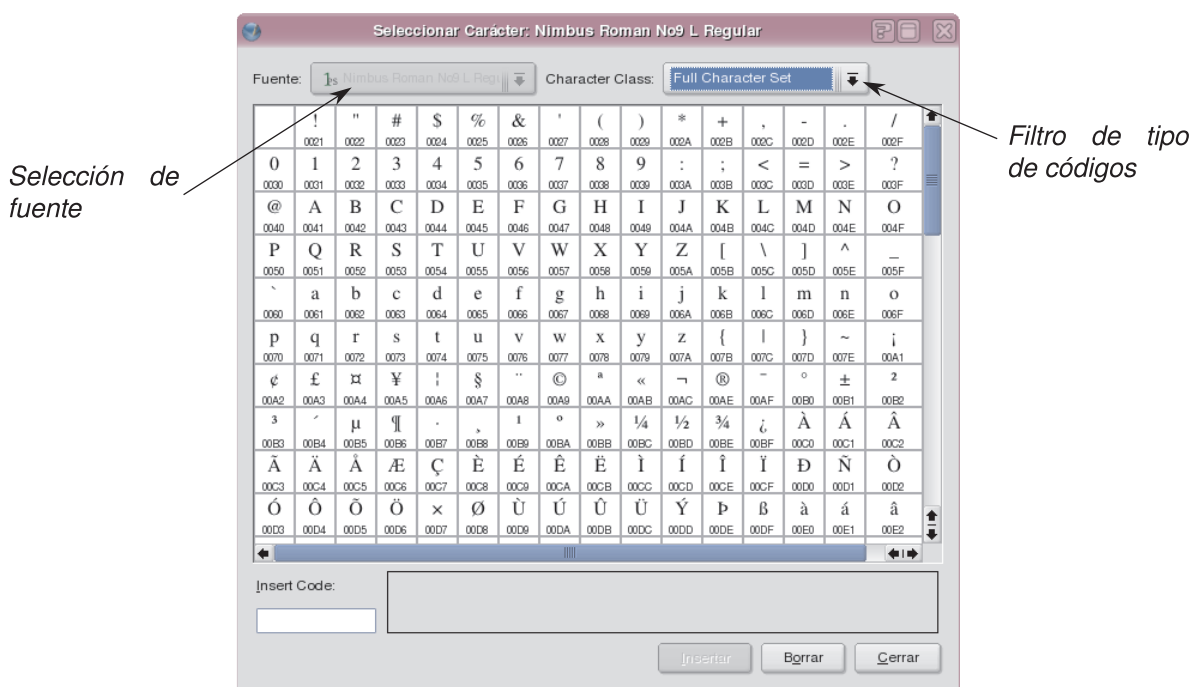 Seleccionar Carácter: Nimbus Roman No9 L Regular
Fuente: Nimbus Roman No9 L Regu Character Class: Full Character Set
Selección de
fuente
Filtro de tipo
de códigos
! " # $ % & ' ( ) * + , - . /
0021 0022 0023 0024 0025 0026 0027 0028 0029 002A 002B 002C 002D 002E 002F
0 1 2 3 4 5 6 7 8 9 : ; < = > ?
0030 0031 0032 0033 0034 0035 0036 0037 0038 0039 003A 003B 003C 003D 003E 003F
@ A B C D E F G H I J K L M N O
0040 0041 0042 0043 0044 0045 0046 0047 0048 0049 004A 004B 004C 004D 004E 004F
P Q R S T U V W X Y Z [ \ ] ^ _
0050 0051 0052 0053 0054 0055 0056 0057 0058 0059 005A 005B 005C 005D 005E 005F
` a b c d e f g h i j k l m n o
0060 0061 0062 0063 0064 0065 0066 0067 0068 0069 006A 006B 006C 006D 006E 006F
p q r s t u v w x y z { | } ~ ¡
0070 0071 0072 0073 0074 0075 0076 0077 0078 0079 007A 007B 007C 007D 007E 00A1
¢ £ ¤ ¥ ¦ § ¨ © ª « ¬ ® ¯ ° ± ²
00A2 00A3 00A4 00A5 00A6 00A7 00A8 00A9 00AA 00AB 00AC 00AE 00AF 00B0 00B1 00B2
³ ´ µ ¶ · ¸ ¹ º » ¼ ½ ¾ ¿ À Á Â
00B3 00B4 00B5 00B6 00B7 00B8 00B9 00BA 00BB 00BC 00BD 00BE 00BF 00C0 00C1 00C2
Ã Ä Å Æ Ç È É Ê Ë Ì Í Î Ï Ð Ñ Ò
00C3 00C4 00C5 00C6 00C7 00C8 00C9 00CA 00CB 00CC 00CD 00CE 00CF 00D0 00D1 00D2
Ó Ô Õ Ö × Ø Ù Ú Û Ü Ý Þ ß à á â
00D3 00D4 00D5 00D6 00D7 00D8 00D9 00DA 00DB 00DC 00DD 00DE 00DF 00E0 00E1 00E2
Insert Code:
Insertar Borrar Cerrar